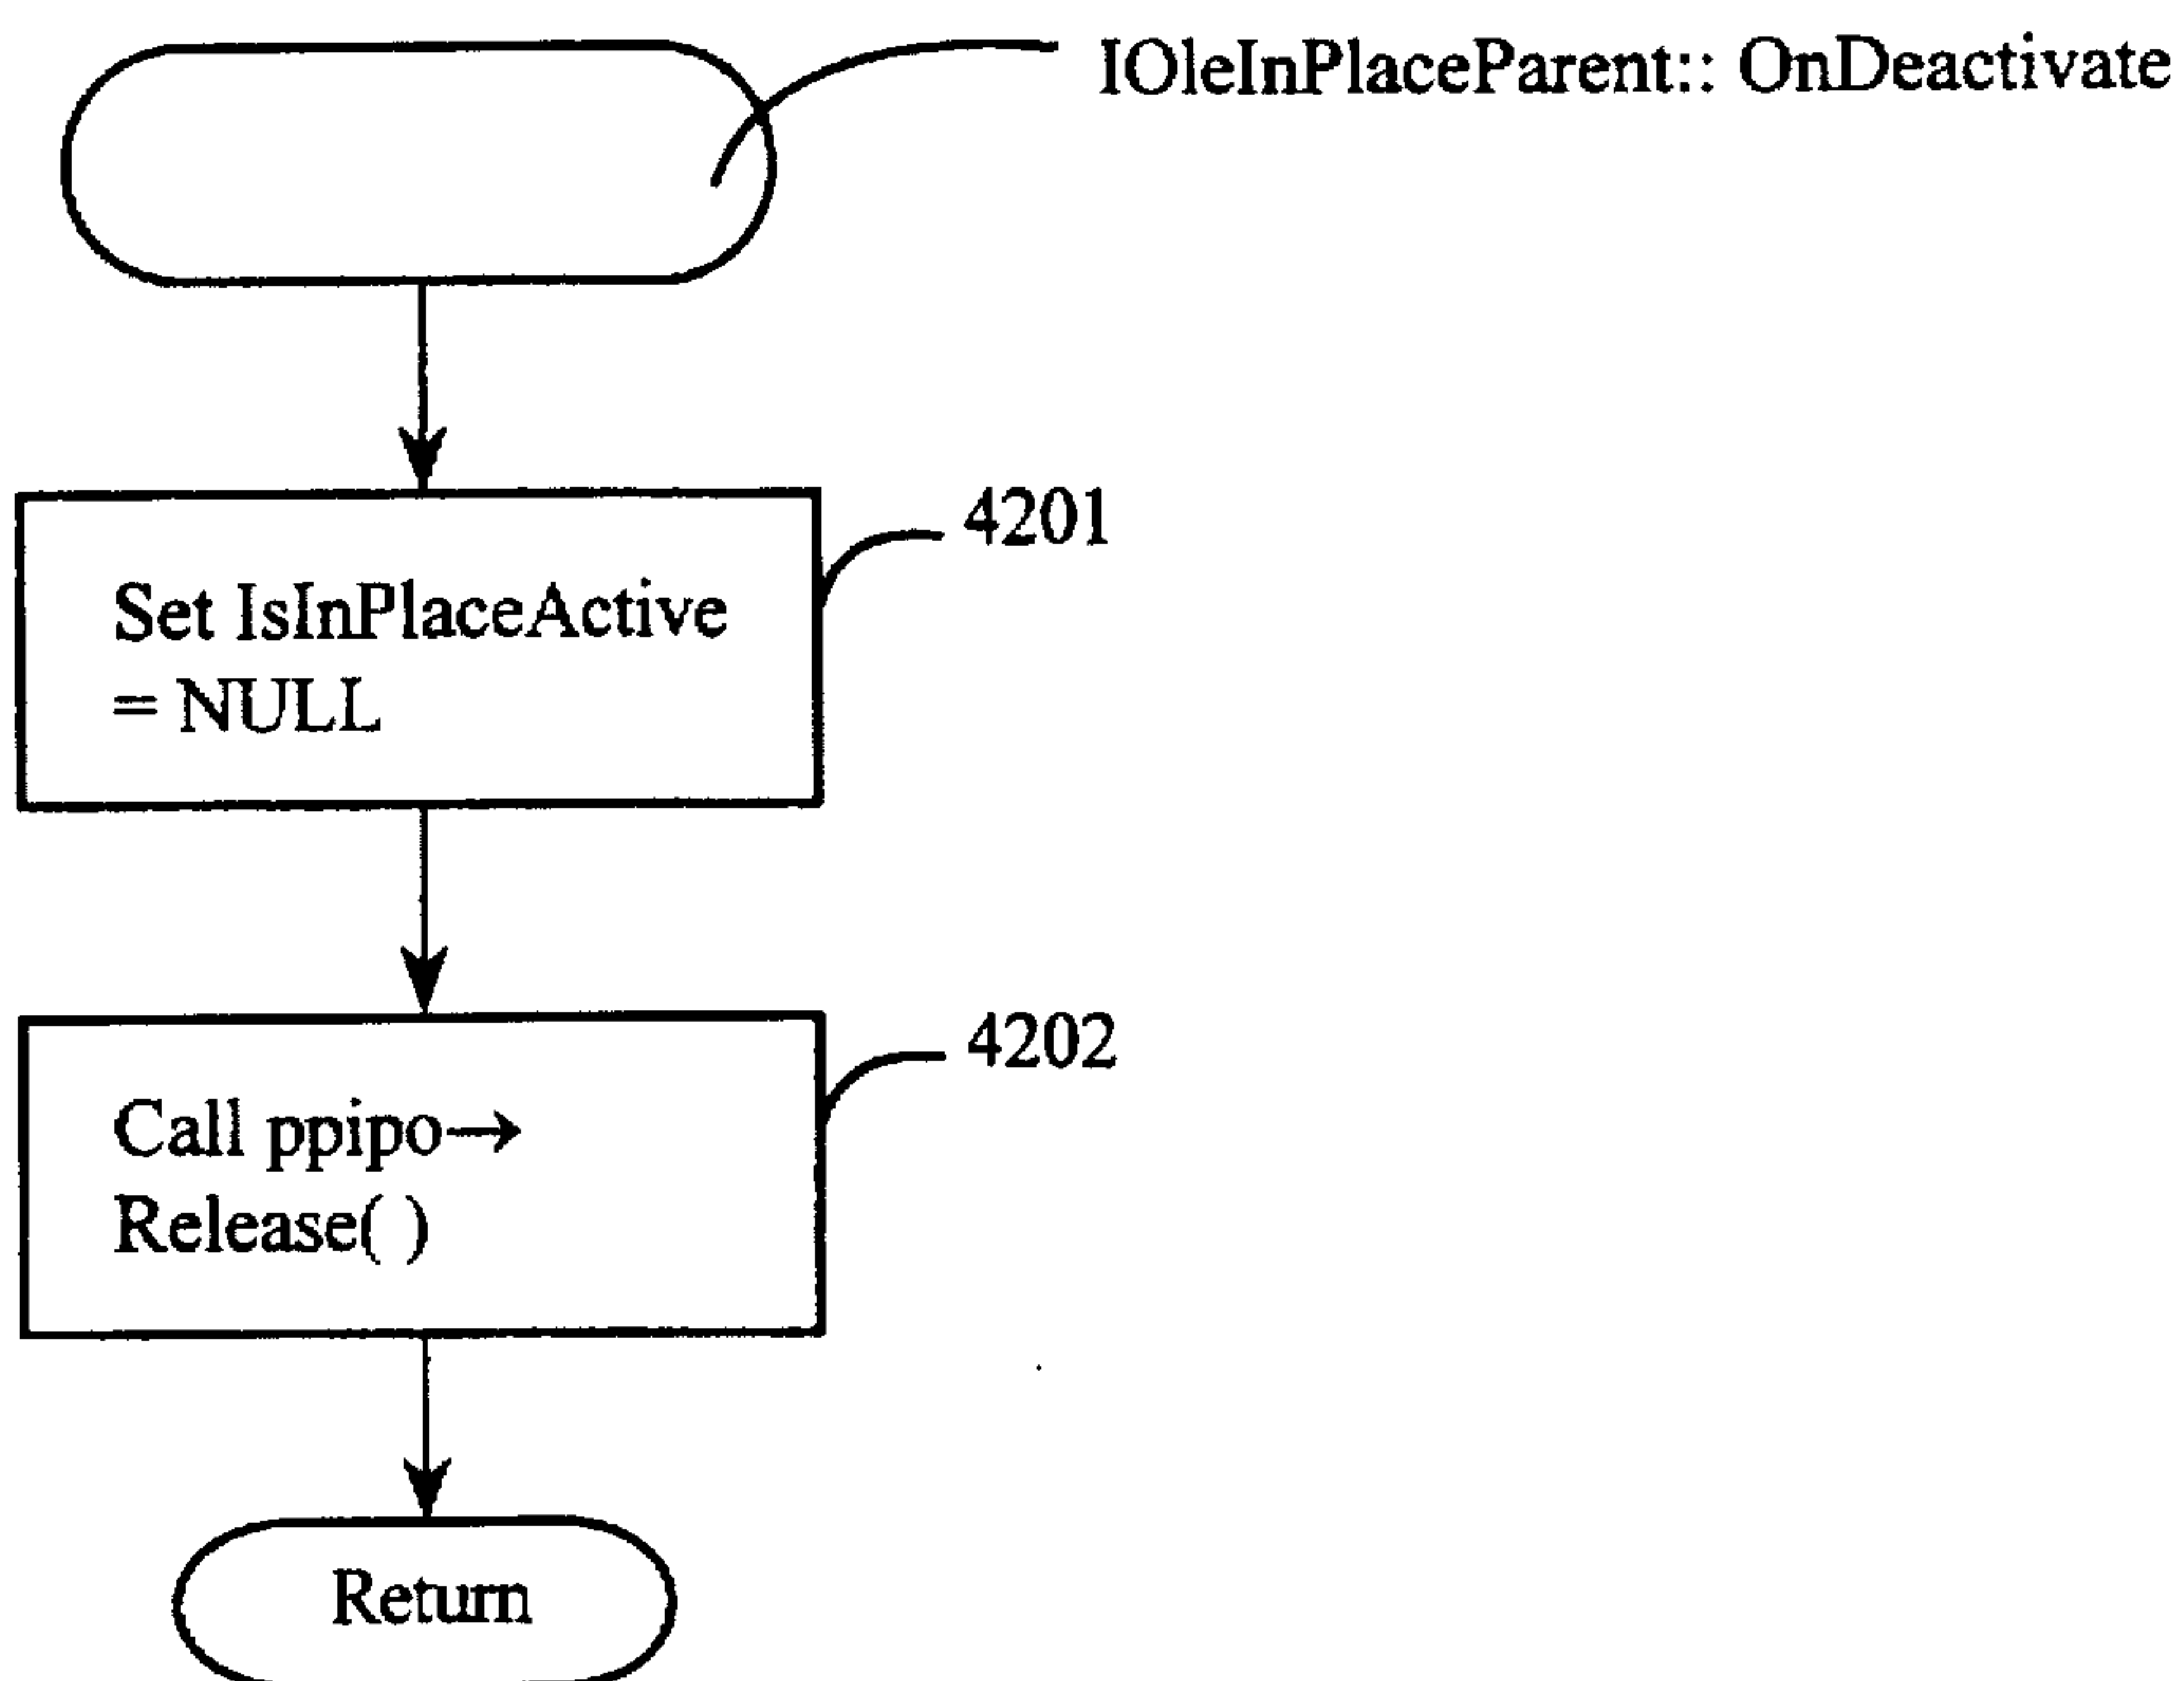 IOleInPlaceParent:: OnDeactivate
4201
Set IsInPlaceActive
= NULL
4202
Call ppipo→
Release( )
Return